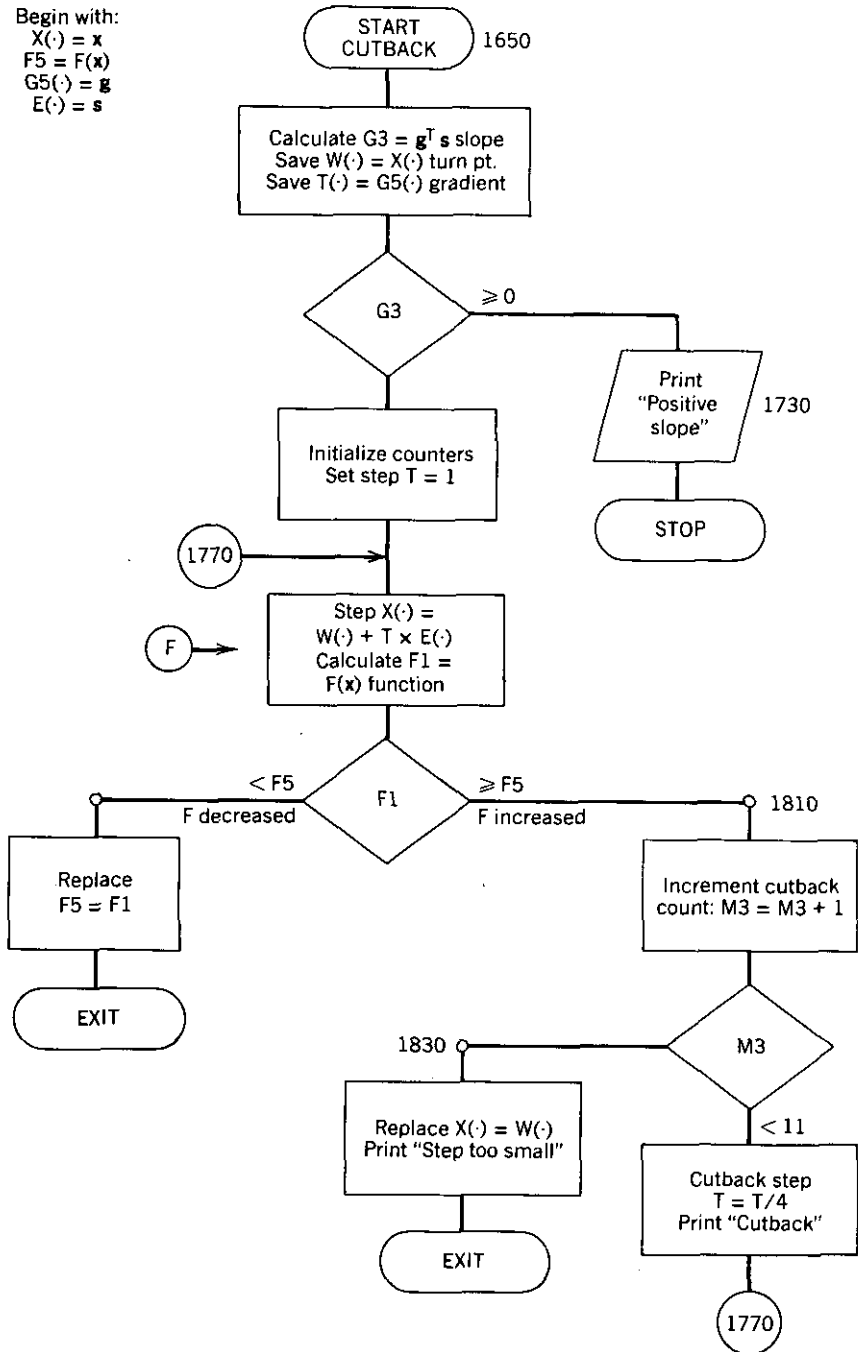 Begin with:
X(·) = x
F5 = F(x)
G5(·) = g
E(·) = s
START
CUTBACK
1650
Calculate G3 = gᵀ s slope
Save W(·) = X(·) turn pt.
Save T(·) = G5(·) gradient
G3
⩾ 0
Print
"Positive
slope"
1730
STOP
Initialize counters
Set step T = 1
1770
F
Step X(·) =
W(·) + T × E(·)
Calculate F1 =
F(x) function
F1
< F5
F decreased
⩾ F5
F increased
1810
Replace
F5 = F1
EXIT
Increment cutback
count: M3 = M3 + 1
M3
1830
< 11
Replace X(·) = W(·)
Print "Step too small"
EXIT
Cutback step
T = T/4
Print "Cutback"
1770